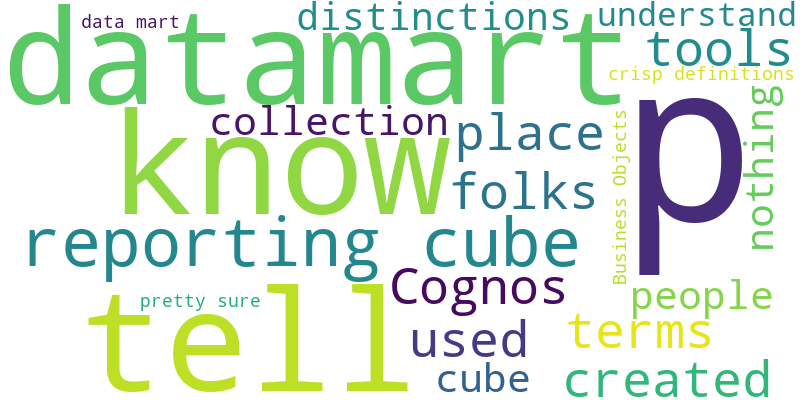 data mart
distinctions
understand
datamart
tools
crisp definitions
p
know
collection
place
Business Objects
nothing
folks
reporting cube
Cognos
people
tell
pretty sure
used
terms
cube
created